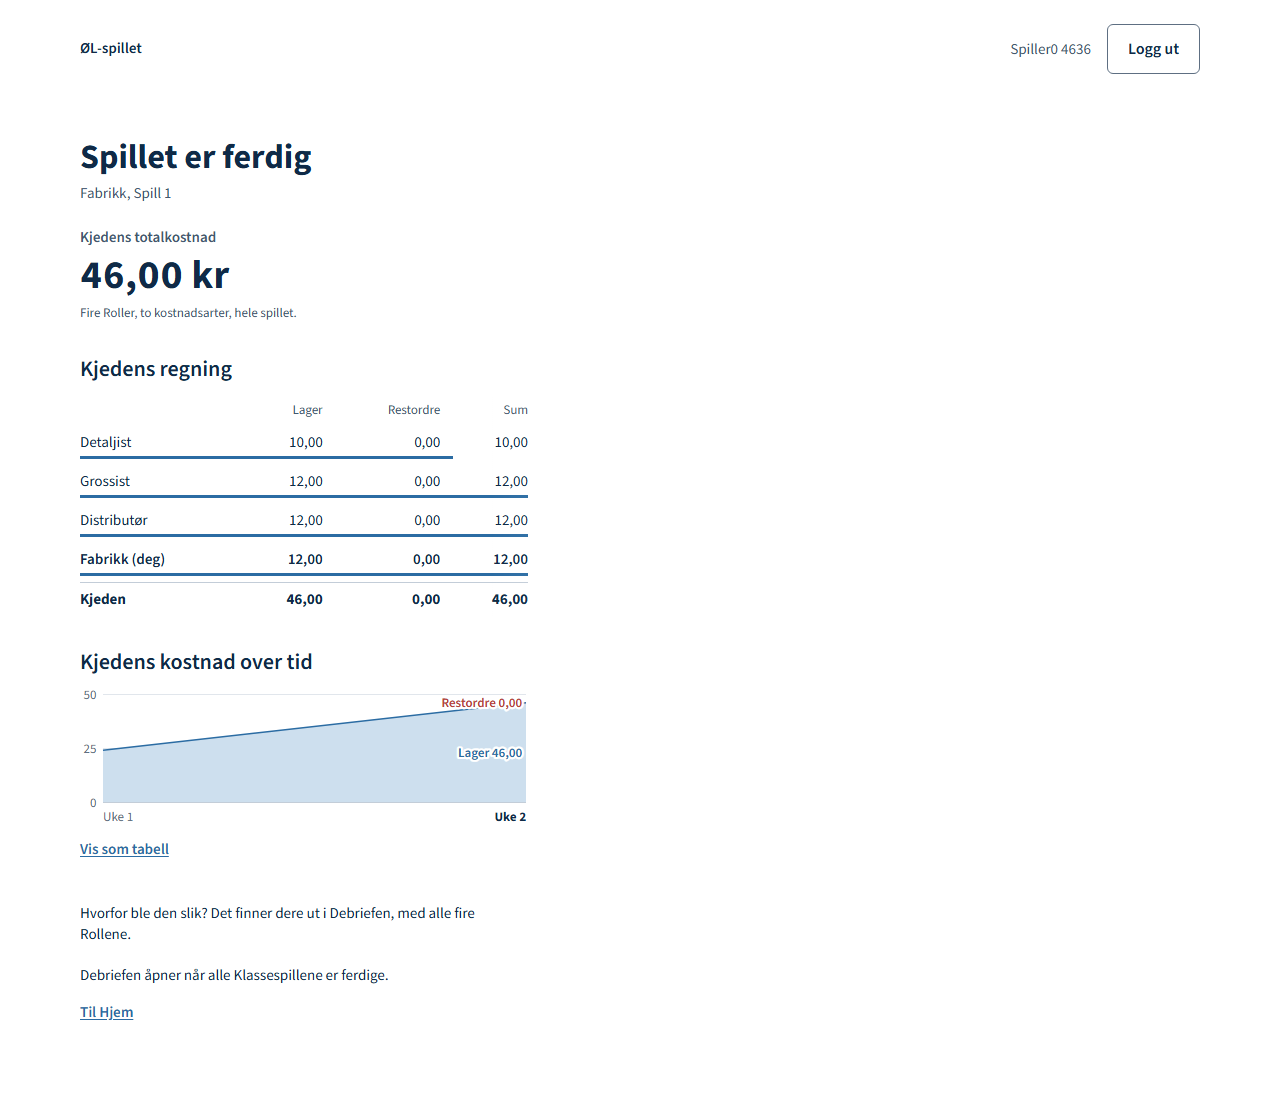 ØL-spillet
Spiller0 4636
Logg ut
Spillet er ferdig
Fabrikk, Spill 1
Kjedens totalkostnad
46,00 kr
Fire Roller, to kostnadsarter, hele spillet.
Kjedens regning
Lager Restordre Sum
Detaljist 10,00 0,00 10,00
Grossist 12,00 0,00 12,00
Distributør 12,00 0,00 12,00
Fabrikk (deg) 12,00 0,00 12,00
Kjeden 46,00 0,00 46,00
Kjedens kostnad over tid
50
Restordre 0,00
25
Lager 46,00
0
Uke 1 Uke 2
Vis som tabell
Hvorfor ble den slik? Det finner dere ut i Debriefen, med alle fire
Rollene.
Debriefen åpner når alle Klassespillene er ferdige.
Til Hjem